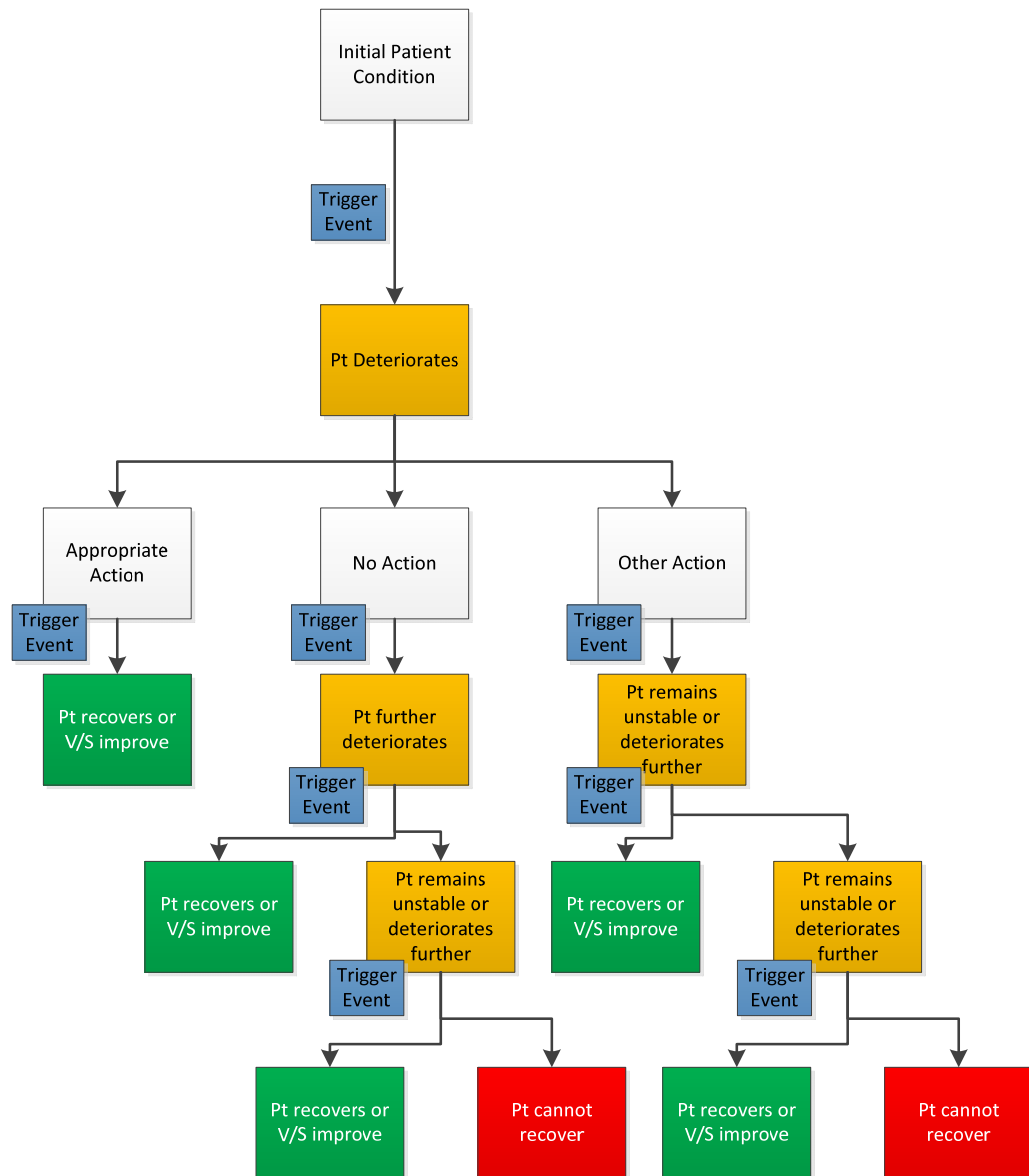 Initial Patient
Condition
Trigger
Event
Pt Deteriorates
Appropriate
Action
No Action
Other Action
Trigger
Event
Trigger
Event
Trigger
Event
Pt recovers or
V/S improve
Pt further
deteriorates
Pt remains
unstable or
deteriorates
further
Trigger
Event
Trigger
Event
Pt recovers or
V/S improve
Pt remains
unstable or
deteriorates
further
Pt recovers or
V/S improve
Pt remains
unstable or
deteriorates
further
Trigger
Event
Trigger
Event
Pt recovers or
V/S improve
Pt cannot
recover
Pt recovers or
V/S improve
Pt cannot
recover